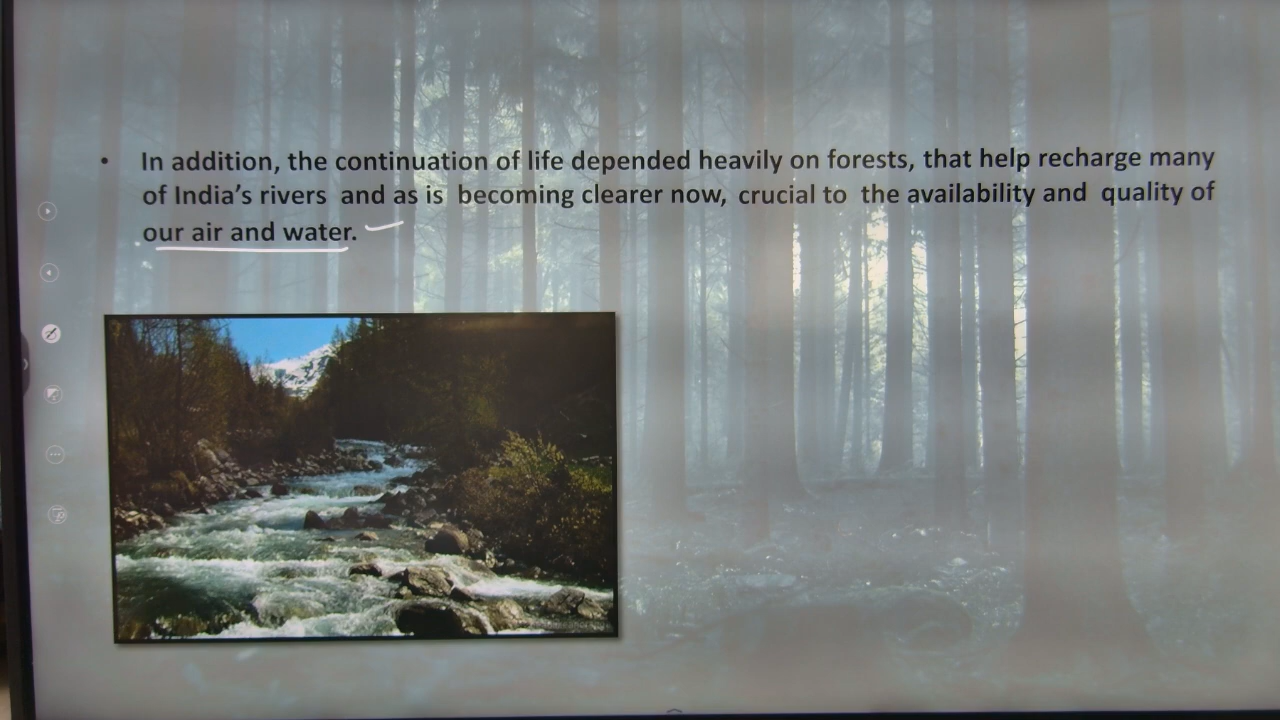 • In addition, the continuation of life depended heavily on forests, that help recharge many
of India's rivers and as is becoming clearer now, crucial to the availability and quality of
our air and water.